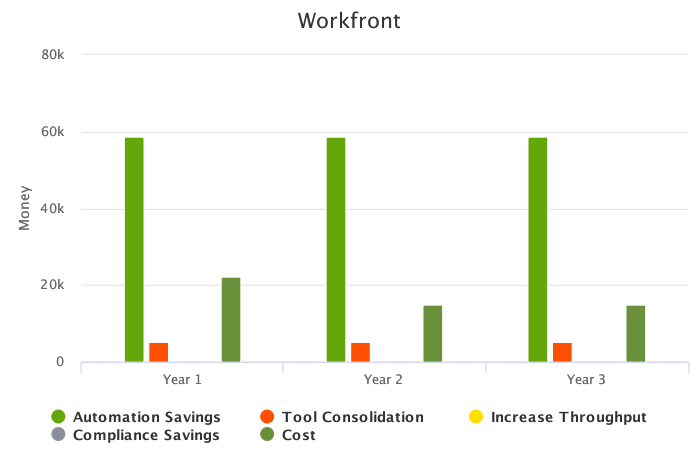 Workfront
80k
60k
40k
20k
0
Money
Year 1 Year 2 Year 3
Automation Savings Tool Consolidation Increase Throughput
Compliance Savings Cost